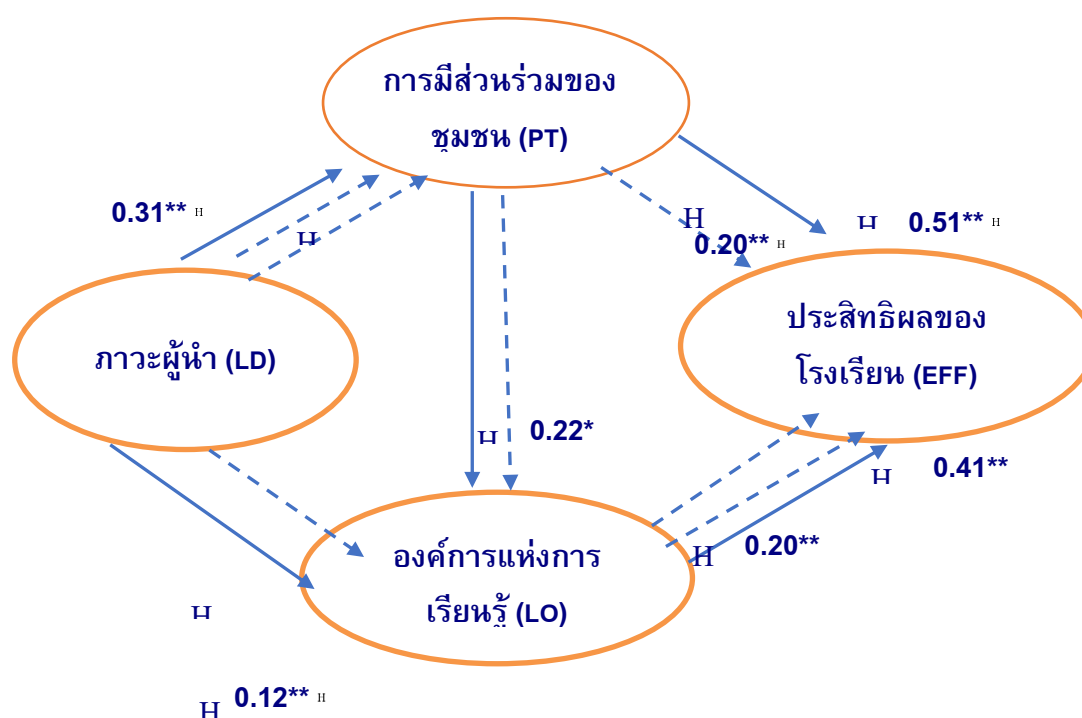 การมีส่วนร่วมของ
ชุมชน (PT)
0.31** H
H
H
0.20** H
H
0.51** H
ภาวะผู้นำ (LD)
ประสิทธิผลของ
โรงเรียน (EFF)
H
0.22*
H
0.41**
องค์การแห่งการ
เรียนรู้ (LO)
H
0.20**
H
H
0.12** H